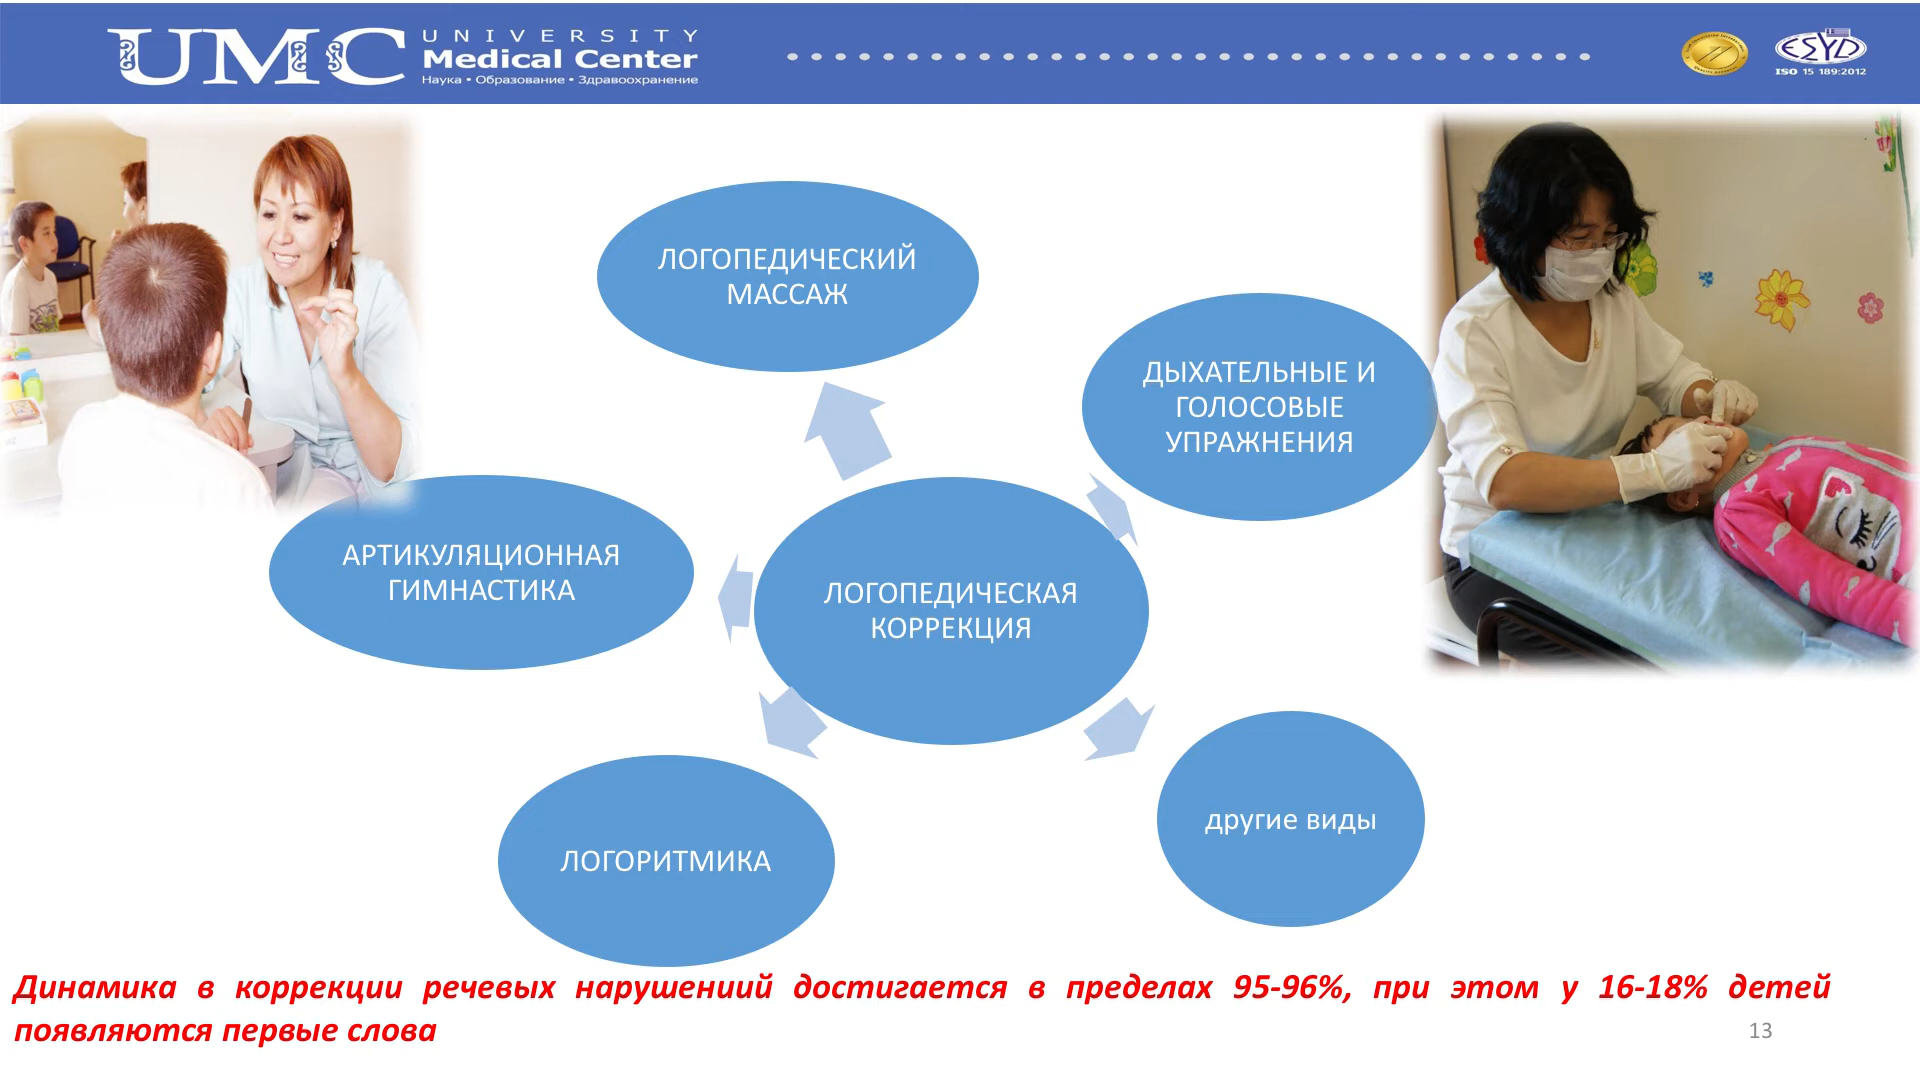 UMC
UNIVERSITY
Medical Center
Наука • Образование • Здравоохранение
ESYD
ISO 15 189:2012
ЛОГОПЕДИЧЕСКИЙ
МАССАЖ
ДЫХАТЕЛЬНЫЕ И
ГОЛОСОВЫЕ
УПРАЖНЕНИЯ
АРТИКУЛЯЦИОННАЯ
ГИМНАСТИКА
ЛОГОПЕДИЧЕСКАЯ
КОРРЕКЦИЯ
другие виды
ЛОГОРИТМИКА
Динамика в коррекции речевых нарушениий достигается в пределах 95-96%, при этом у 16-18% детей
появляются первые слова
13